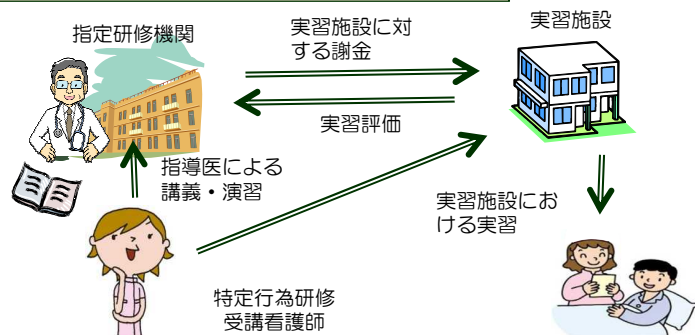 指定研修機関
実習施設に対
する謝金
実習施設
実習評価
指導医による
講義・演習
実習施設にお
ける実習
特定行為研修
受講看護師